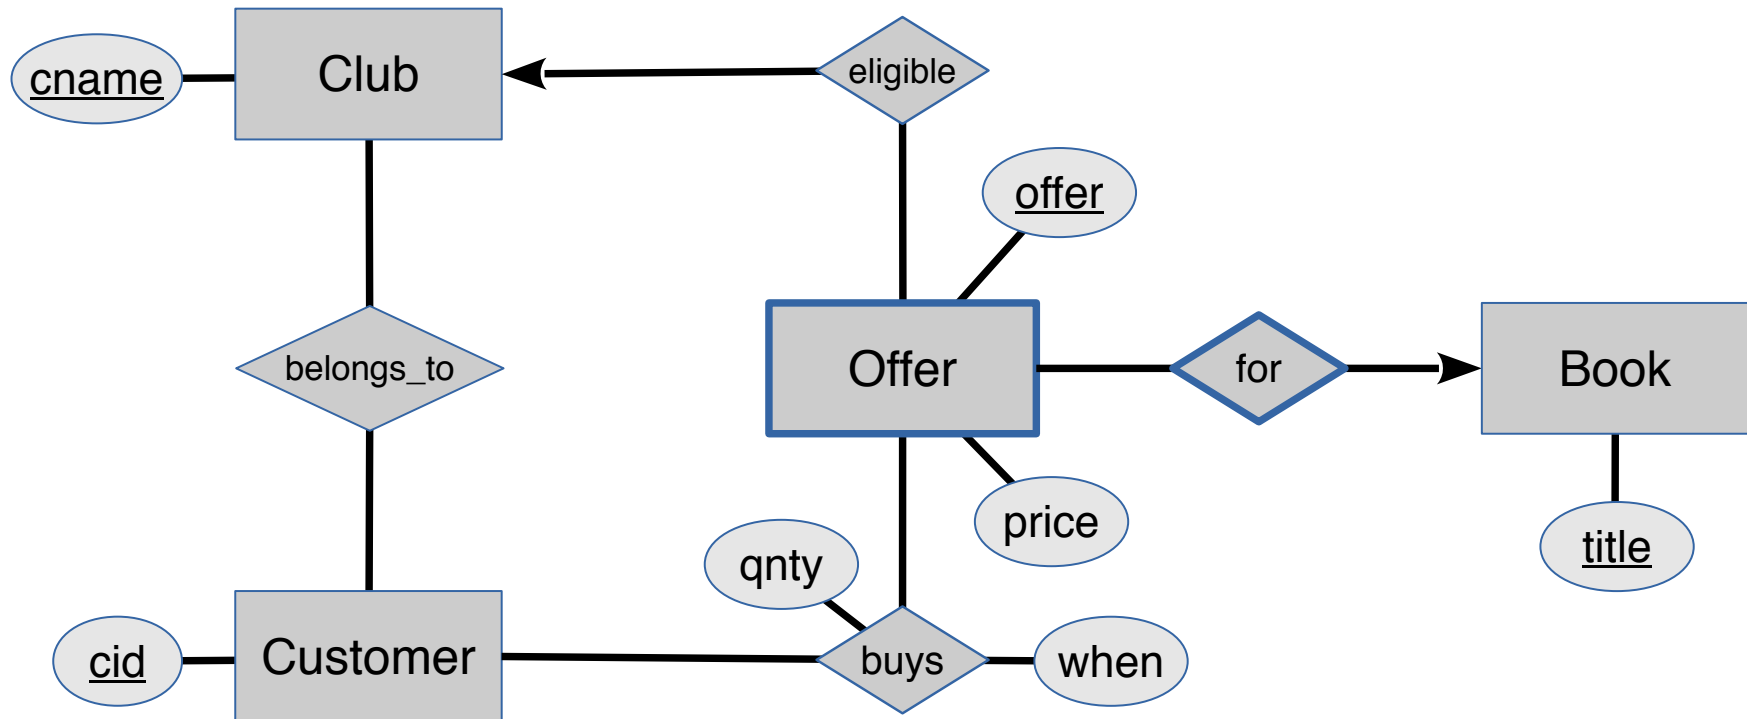 cname
Club
eligible
offer
belongs_to
Offer
for
Book
price
qnty
title
cid
Customer
buys
when